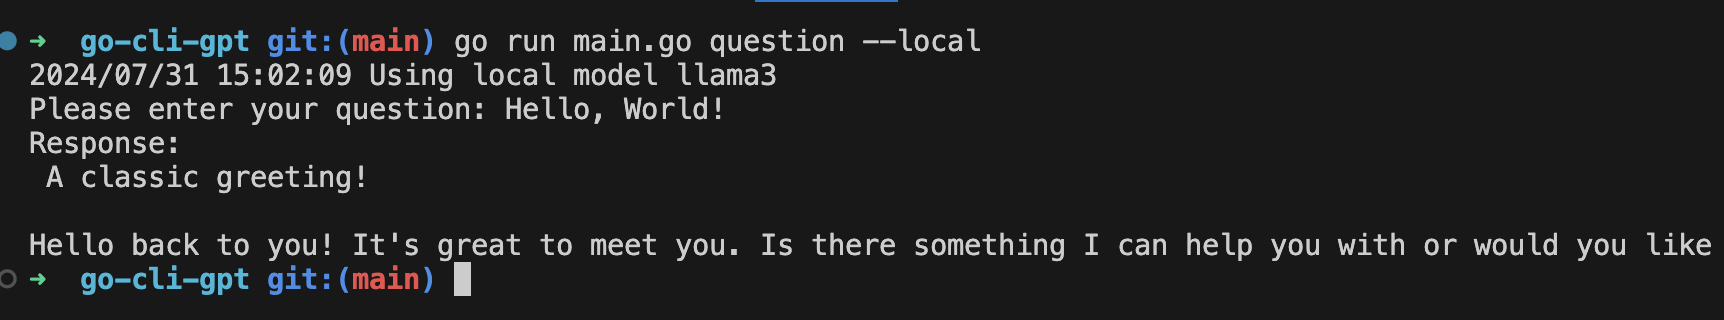 ➜ go-cli-gpt git:(main) go run main.go question --local
2024/07/31 15:02:09 Using local model llama3
Please enter your question: Hello, World!
Response:
A classic greeting!
Hello back to you! It's great to meet you. Is there something I can help you with or would you like
➜ go-cli-gpt git:(main)